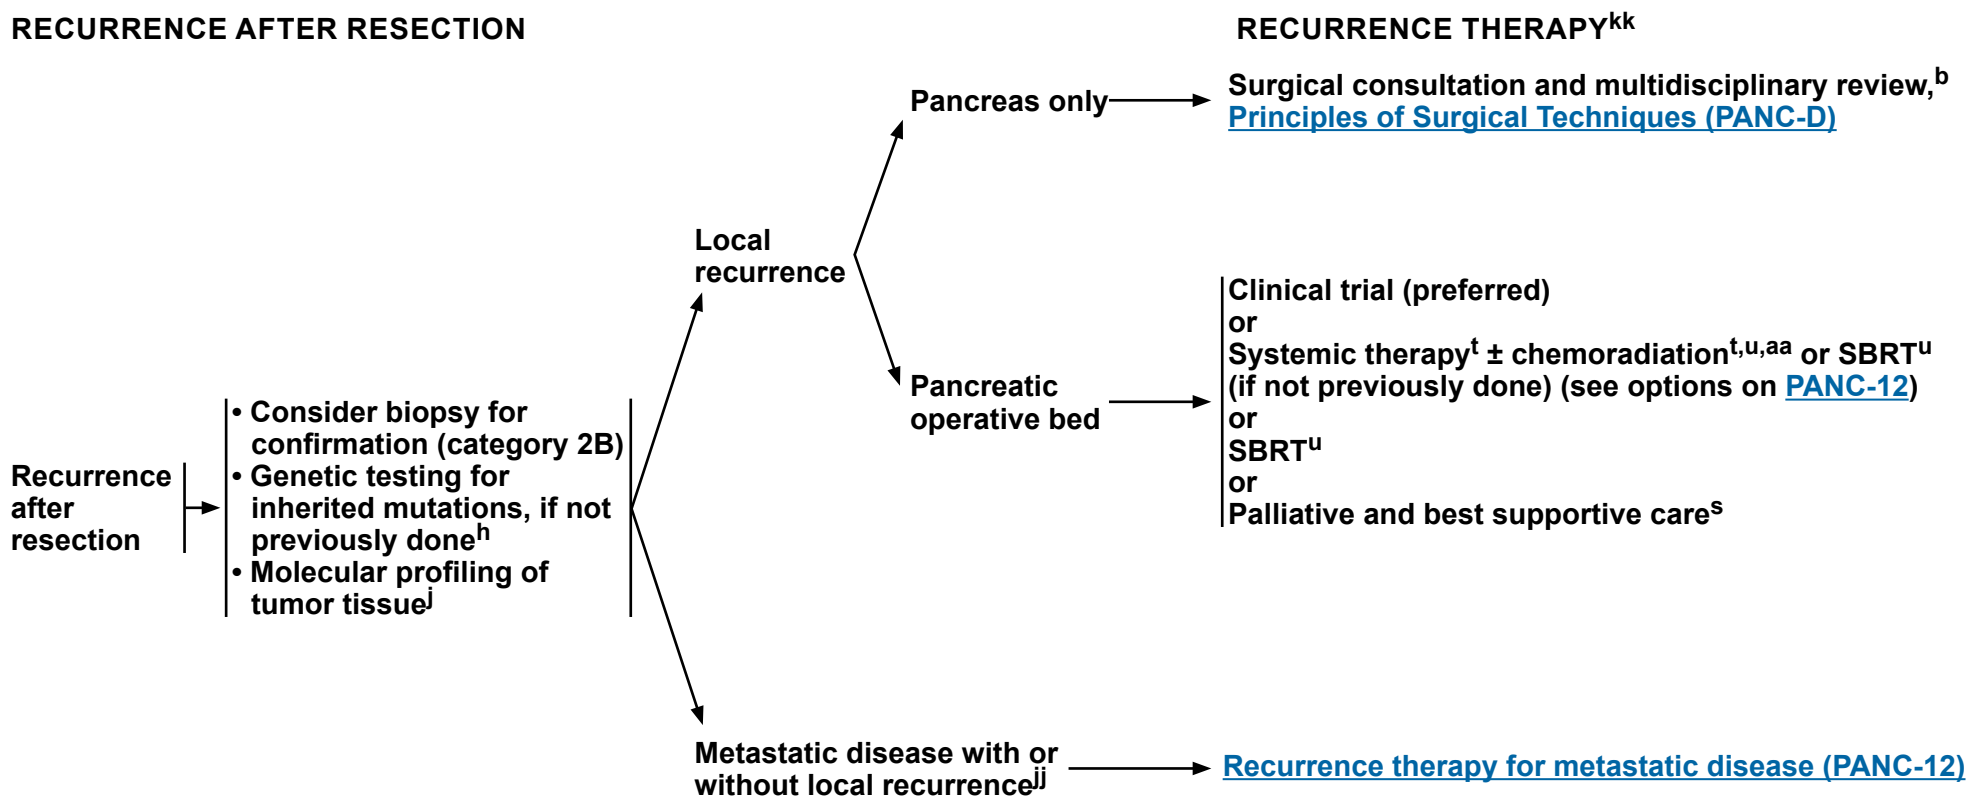 RECURRENCE AFTER RESECTION
RECURRENCE THERAPYkk
Recurrence
after
resection
• Consider biopsy for
confirmation (category 2B)
• Genetic testing for
inherited mutations, if not
previously doneh
• Molecular profiling of
tumor tissuej
Local
recurrence
Pancreas only
Surgical consultation and multidisciplinary review,b
Principles of Surgical Techniques (PANC-D)
Pancreatic
operative bed
Clinical trial (preferred)
or
Systemic therapyt ± chemoradiationt,u,aa or SBRTu
(if not previously done) (see options on PANC-12)
or
SBRTu
or
Palliative and best supportive cares
Metastatic disease with or
without local recurrencejj
Recurrence therapy for metastatic disease (PANC-12)